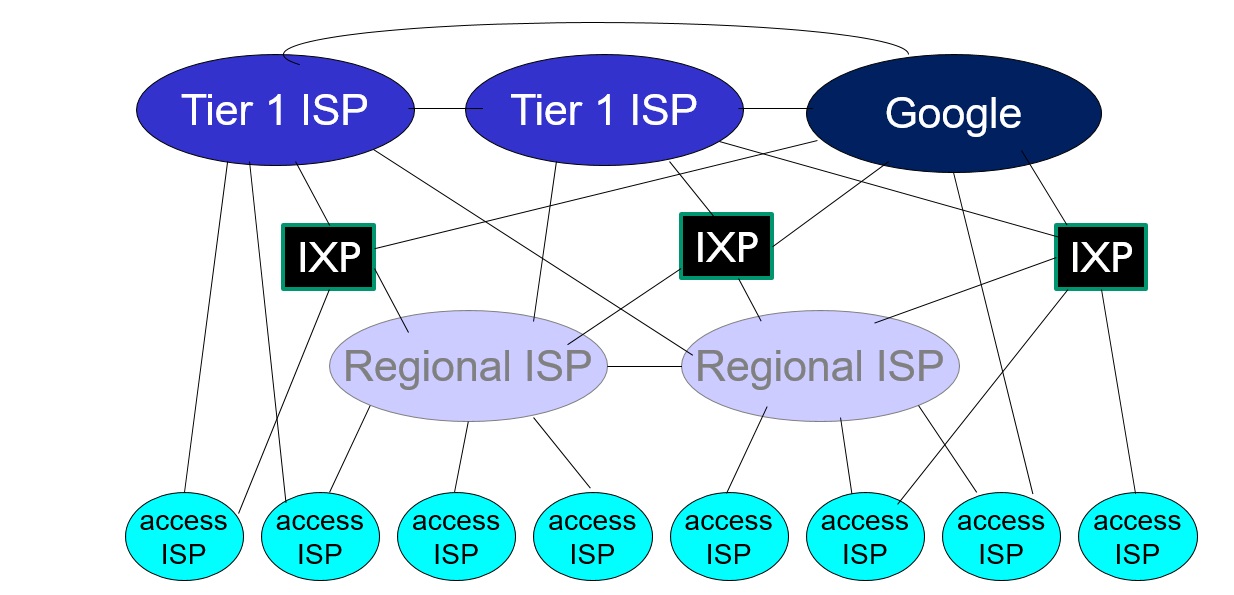 Tier 1 ISP
Tier 1 ISP
Google
IXP
IXP
IXP
Regional ISP
Regional ISP
access
ISP
access
ISP
access
ISP
access
ISP
access
ISP
access
ISP
access
ISP
access
ISP